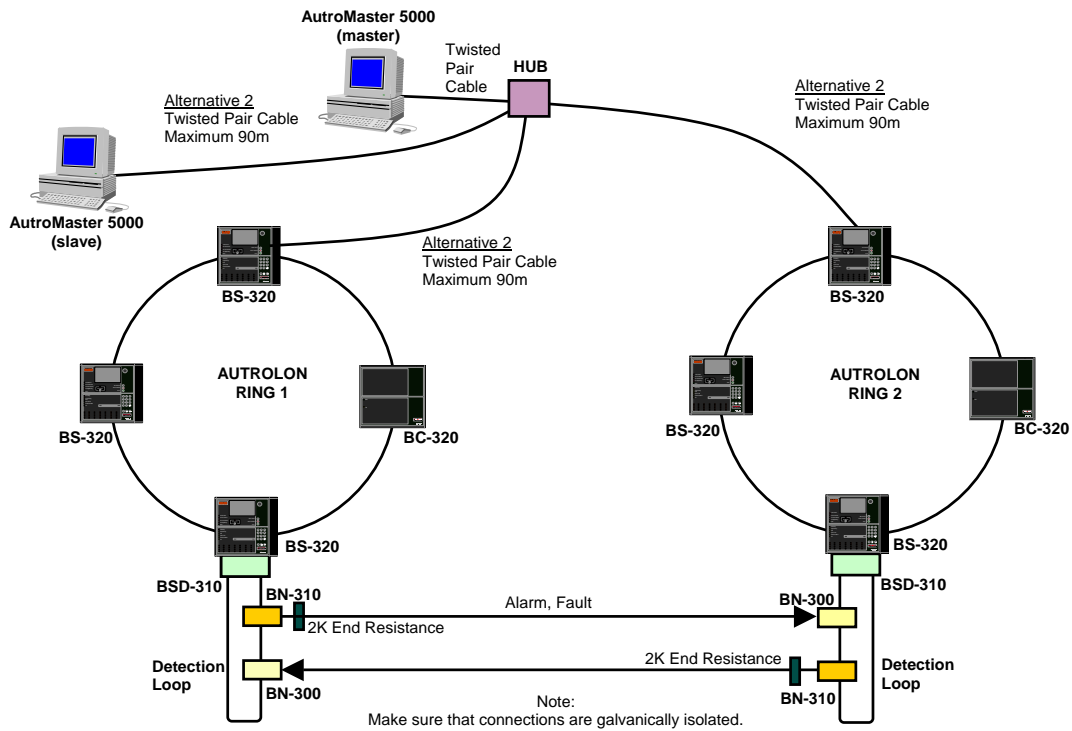 AutroMaster 5000
(master)
Twisted
Pair
Cable
HUB
Alternative 2
Twisted Pair Cable
Maximum 90m
Alternative 2
Twisted Pair Cable
Maximum 90m
AutroMaster 5000
(slave)
Alternative 2
Twisted Pair Cable
Maximum 90m
BS-320
BS-320
AUTROLON
RING 1
AUTROLON
RING 2
BS-320
BC-320
BS-320
BC-320
BS-320
BS-320
BSD-310
BSD-310
BN-310
Alarm, Fault
BN-300
2K End Resistance
2K End Resistance
Detection
Loop
Detection
Loop
BN-300
BN-310
Note:
Make sure that connections are galvanically isolated.